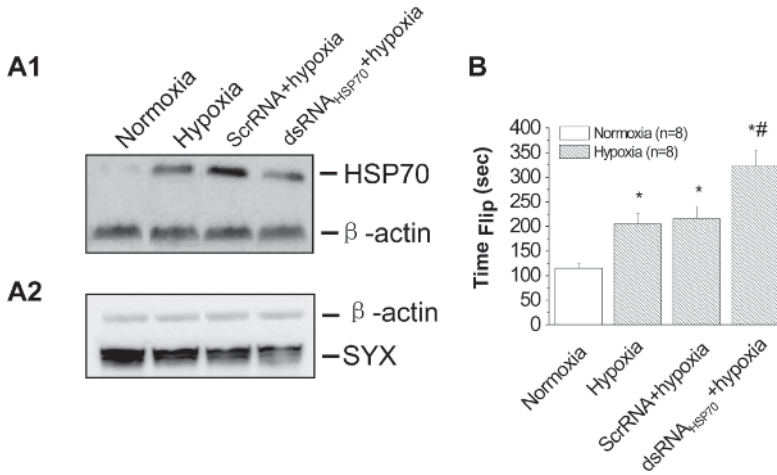 A1
Normoxia
Hypoxia
ScrRNA+hypoxia
dsRNAHSP70+hypoxia
HSP70
β-actin
A2
β-actin
SYX
B
Time Flip (sec)
400
350
300
250
200
150
100
50
0
Normoxia (n=8)
Hypoxia (n=8)
*
*
*#
Normoxia
Hypoxia
ScrRNA+hypoxia
dsRNAHSP70+hypoxia